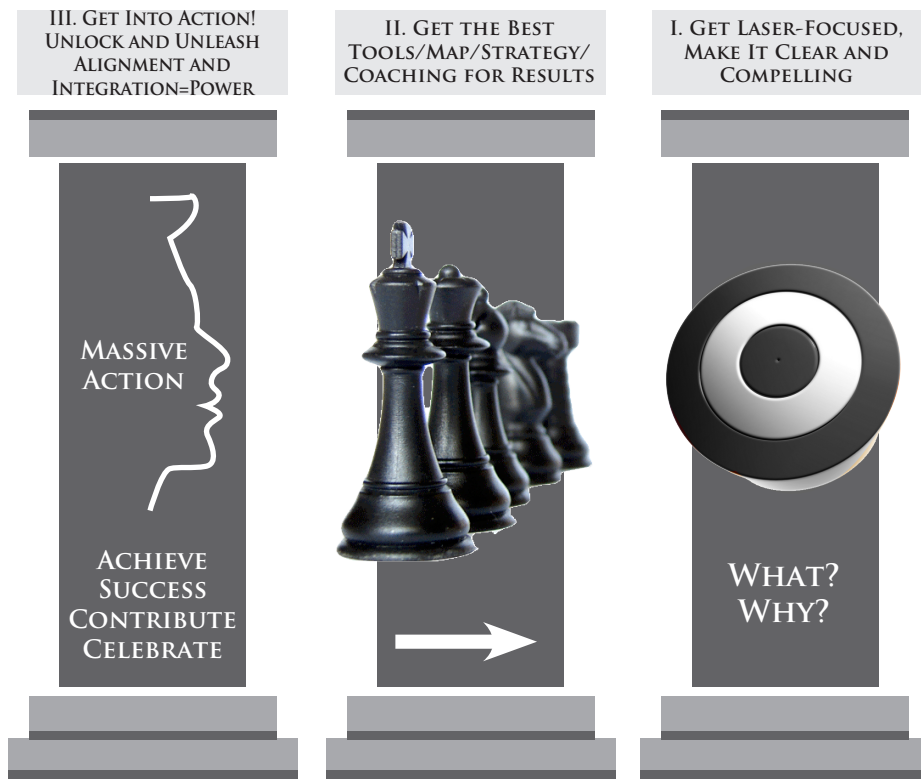 III. Get Into Action!
Unlock and Unleash
Alignment and
Integration=Power
Massive
Action
Achieve
Success
Contribute
Celebrate
II. Get the Best
Tools/Map/Strategy/
Coaching for Results
I. Get Laser-Focused,
Make It Clear and
Compelling
What?
Why?